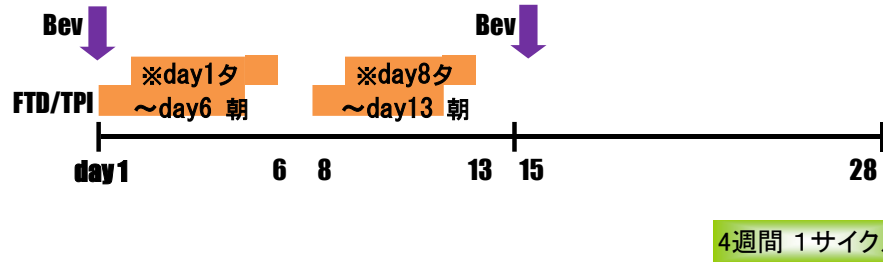 Bev
Bev
※day1夕
※day8夕
FTD/TPI
～day6 朝
～day13 朝
day1
6
8
13
15
28
4週間 1サイク